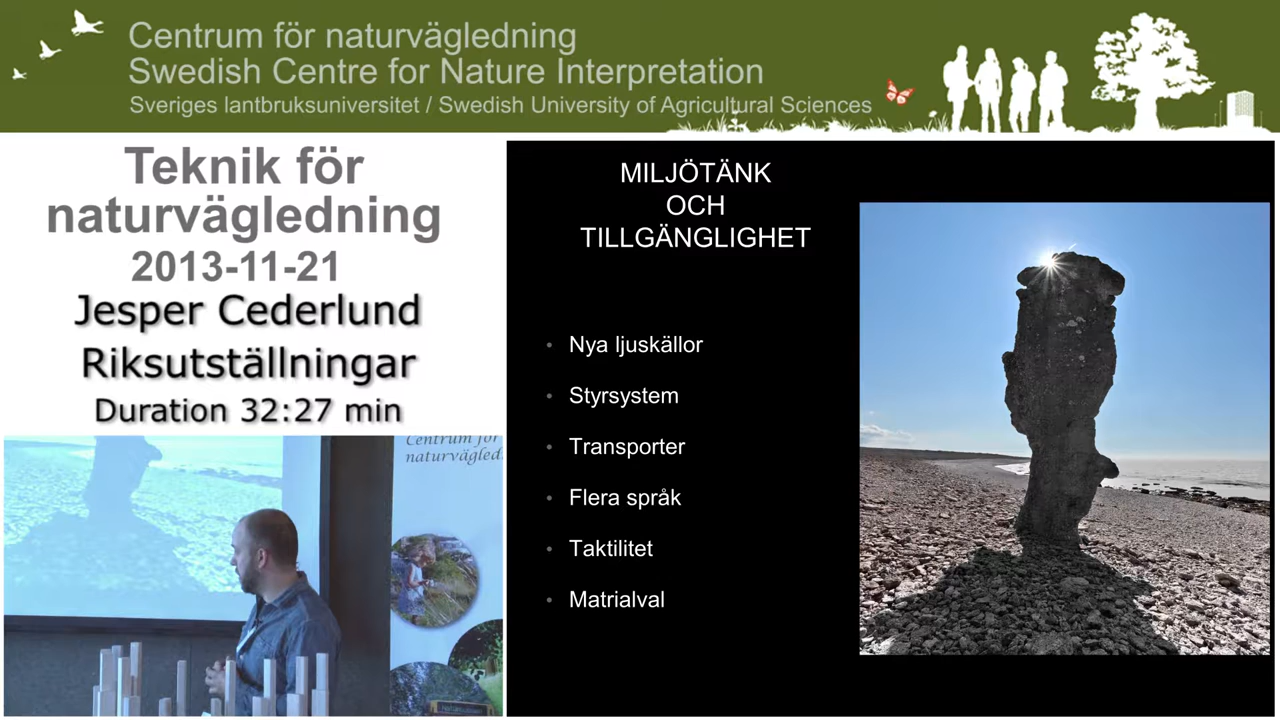 Centrum för naturvägledning
Swedish Centre for Nature Interpretation
Sveriges lantbruksuniversitet / Swedish University of Agricultural Sciences
Teknik för
naturvägledning
2013-11-21
Jesper Cederlund
Riksutställningar
Duration 32:27 min
Centrum för
naturvägled
MILJÖTÄNK
OCH
TILLGÄNGLIGHET
• Nya ljuskällor
• Styrsystem
• Transporter
• Flera språk
• Taktilitet
• Matrialval